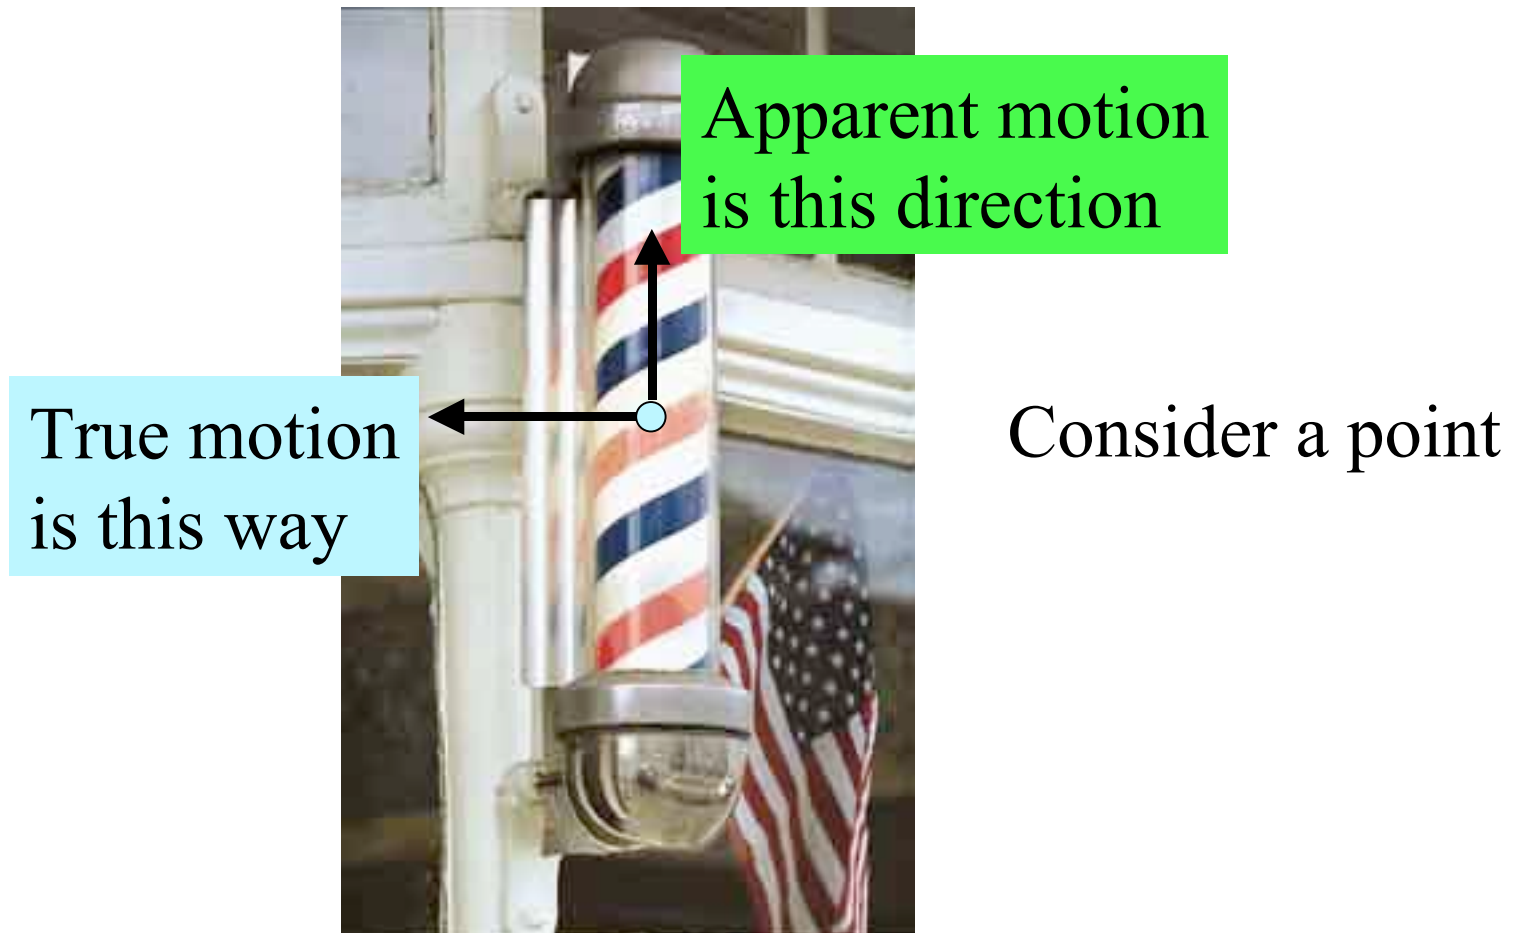 Apparent motion
is this direction
True motion
is this way
Consider a point